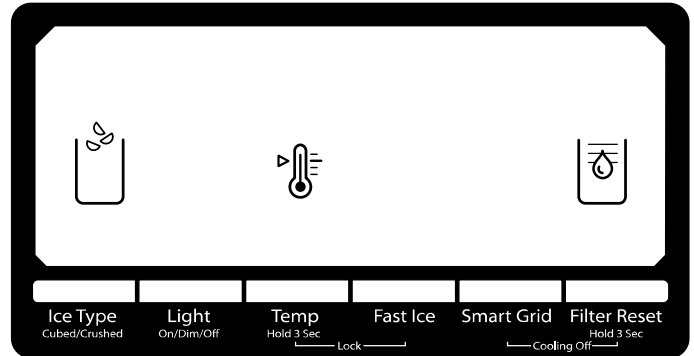 Ice Type Light Temp Fast Ice Smart Grid Filter Reset
Cubed/Crushed On/Dim/Off Hold 3 Sec Hold 3 Sec
Lock Cooling Off